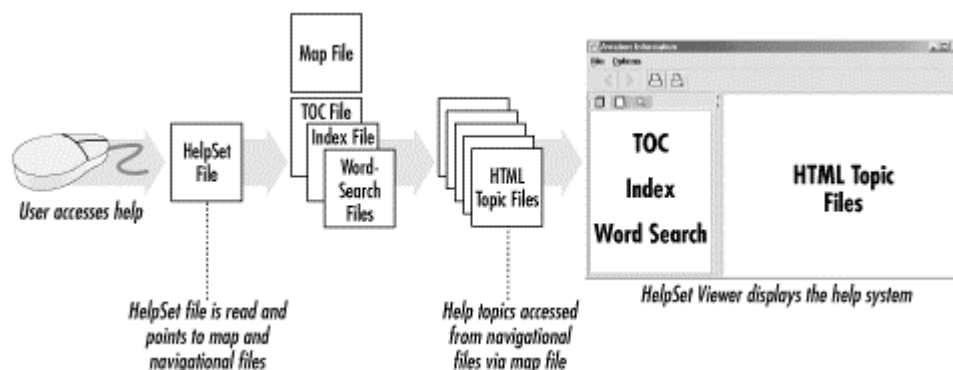 Map File
TOC File
Index File
Word-
Search
Files
HelpSet
File
HTML
Topic Files
User accesses help
HelpSet file is read and
points to map and
navigational files
Help topics accessed
from navigational
files via map file
Aviation Information
File Options
TOC
Index
Word Search
HTML Topic
Files
HelpSet Viewer displays the help system